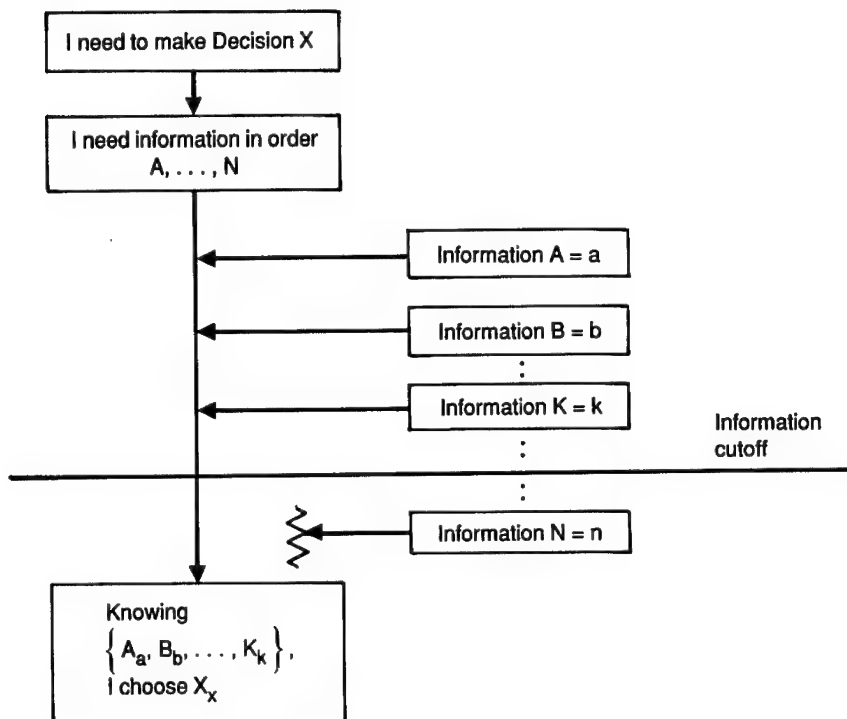 I need to make Decision X
I need information in order
A, . . . , N
Information A = a
Information B = b
Information K = k
Information
cutoff
Information N = n
Knowing
{A_a, B_b, . . . , K_k},
I choose X_x